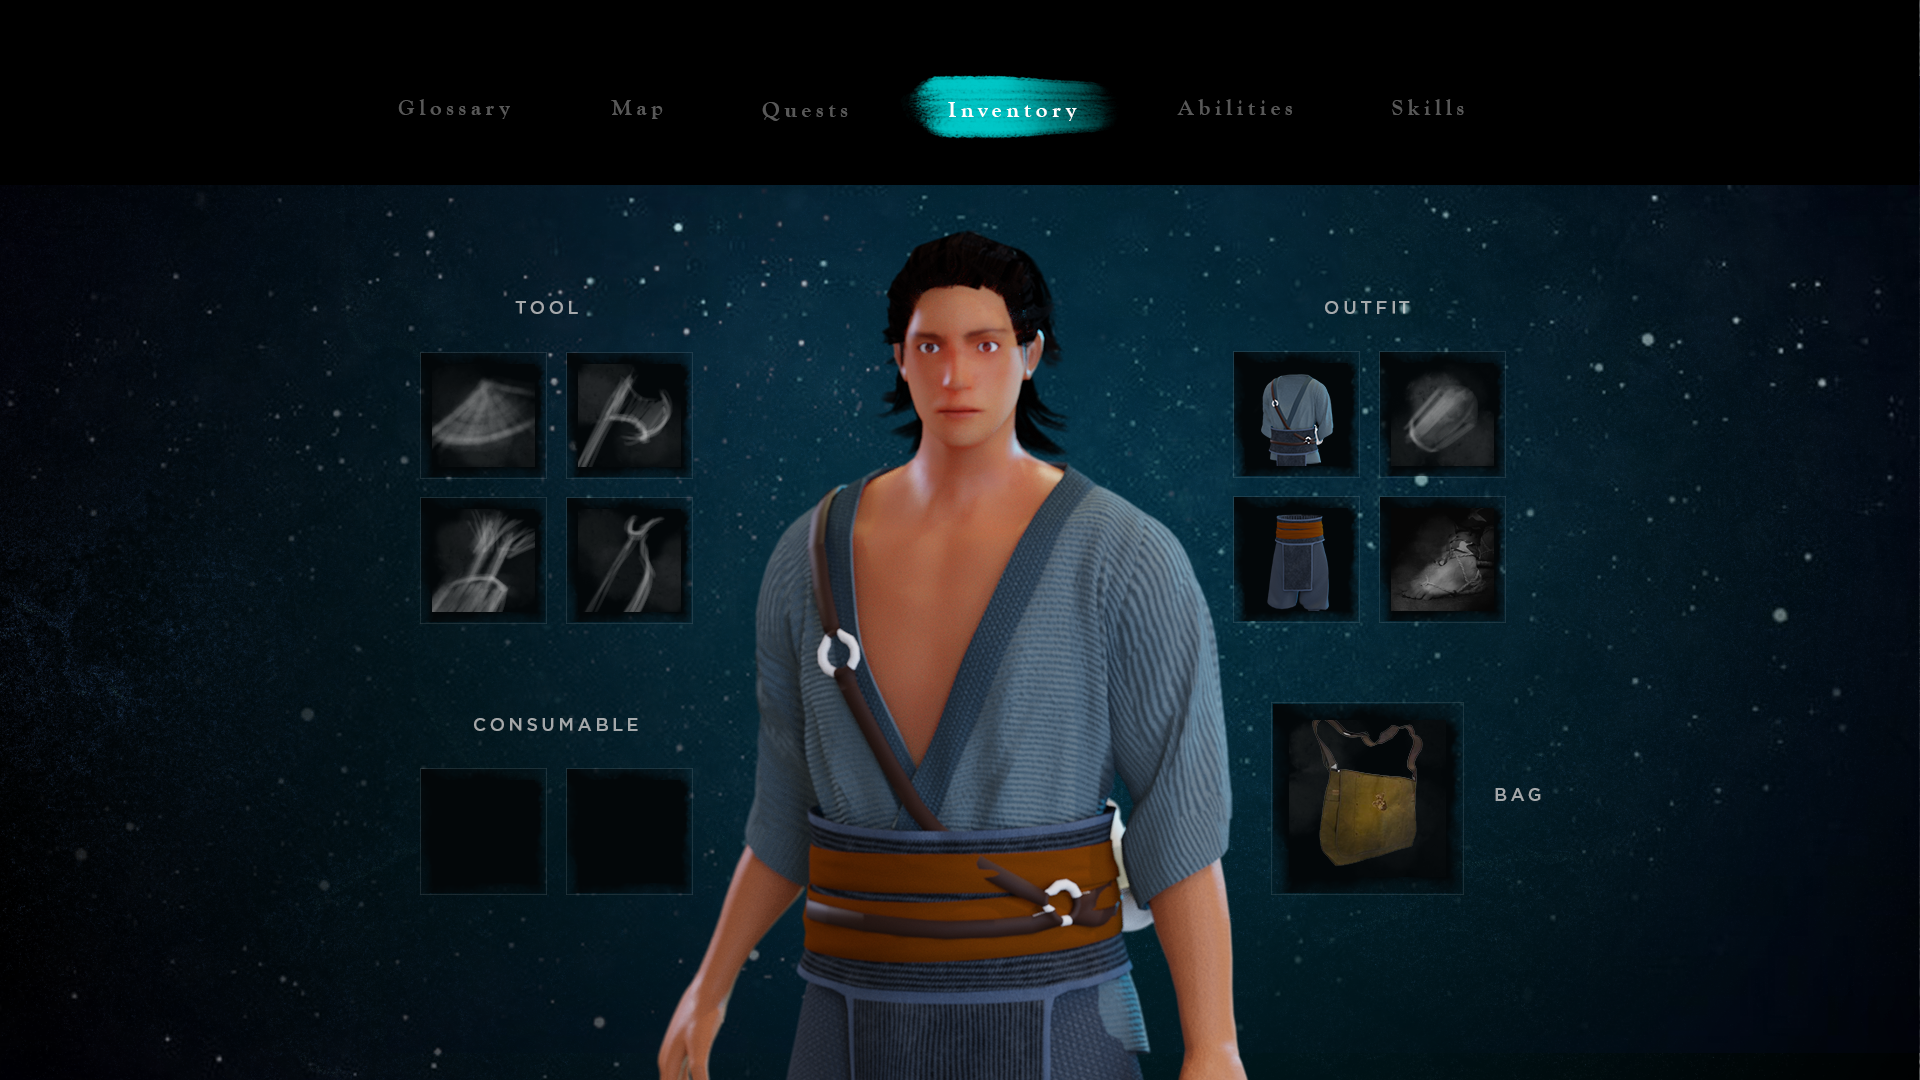 Glossary
Map
Quests
Inventory
Abilities
Skills
TOOL
OUTFIT
CONSUMABLE
BAG